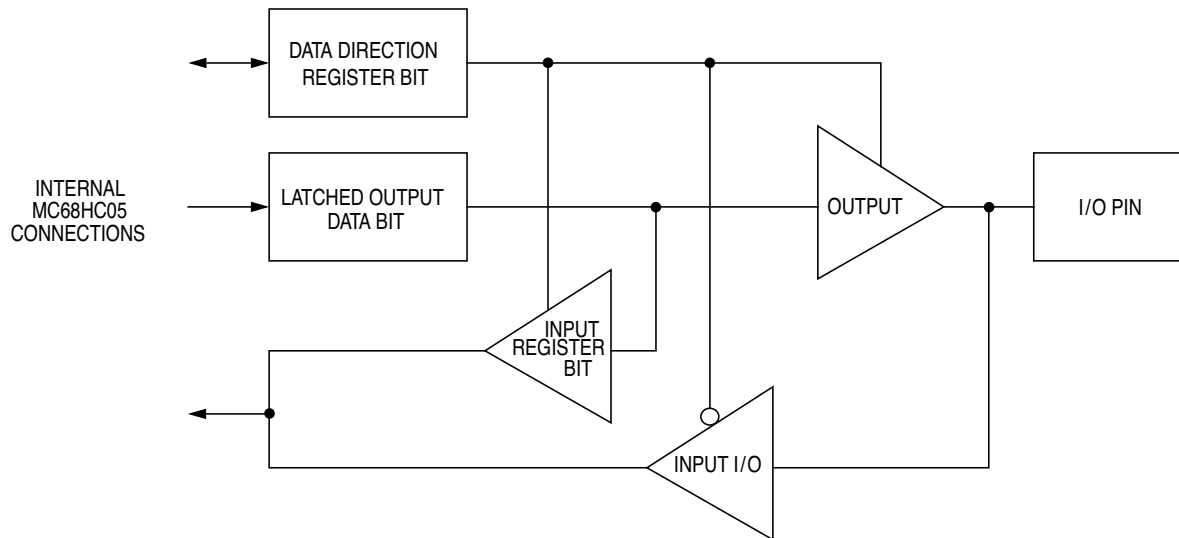 DATA DIRECTION
REGISTER BIT
INTERNAL
MC68HC05
CONNECTIONS
LATCHED OUTPUT
DATA BIT
OUTPUT
I/O PIN
INPUT
REGISTER
BIT
INPUT I/O